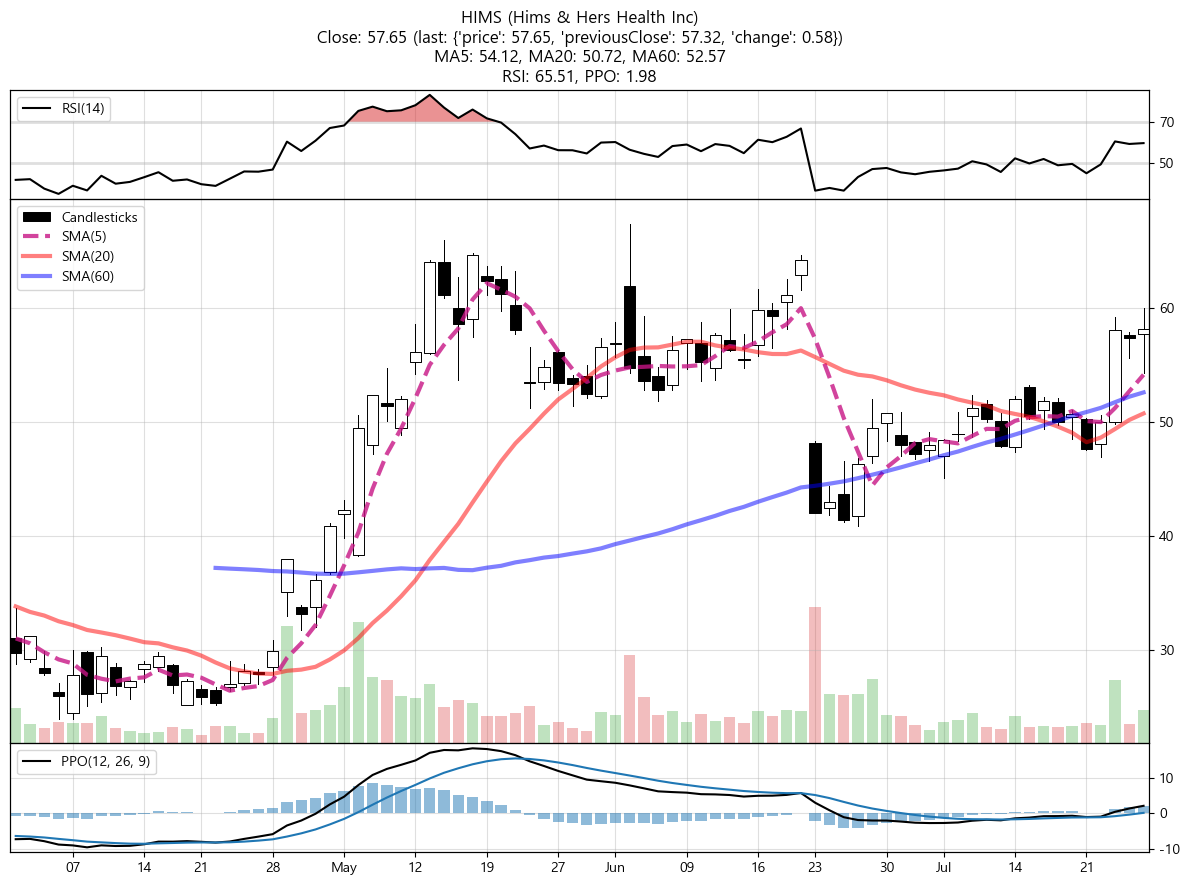 HIMS (Hims & Hers Health Inc)
Close: 57.65 (last: {'price': 57.65, 'previousClose': 57.32, 'change': 0.58})
MA5: 54.12, MA20: 50.72, MA60: 52.57
RSI: 65.51, PPO: 1.98
RSI(14)
70
50
Candlesticks
SMA(5)
SMA(20)
SMA(60)
60
50
40
30
PPO(12, 26, 9)
10
0
-10
07 14 21 28 May 12 19 27 Jun 09 16 23 30 Jul 14 21